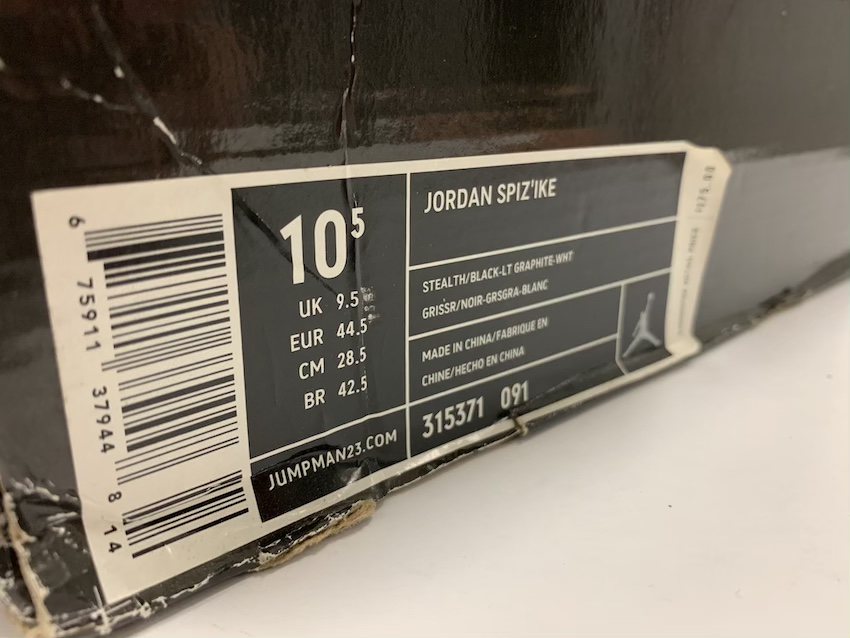 6 75911 37944 8 14
10⁵
UK 9.5
EUR 44.5
CM 28.5
BR 42.5
JUMPMAN23.COM
JORDAN SPIZ'IKE
STEALTH/BLACK-LT GRAPHITE-WHT
GRISSR/NOIR-GRSGRA-BLANC
MADE IN CHINA/FABRIQUE EN
CHINE/HECHO EN CHINA
315371 091